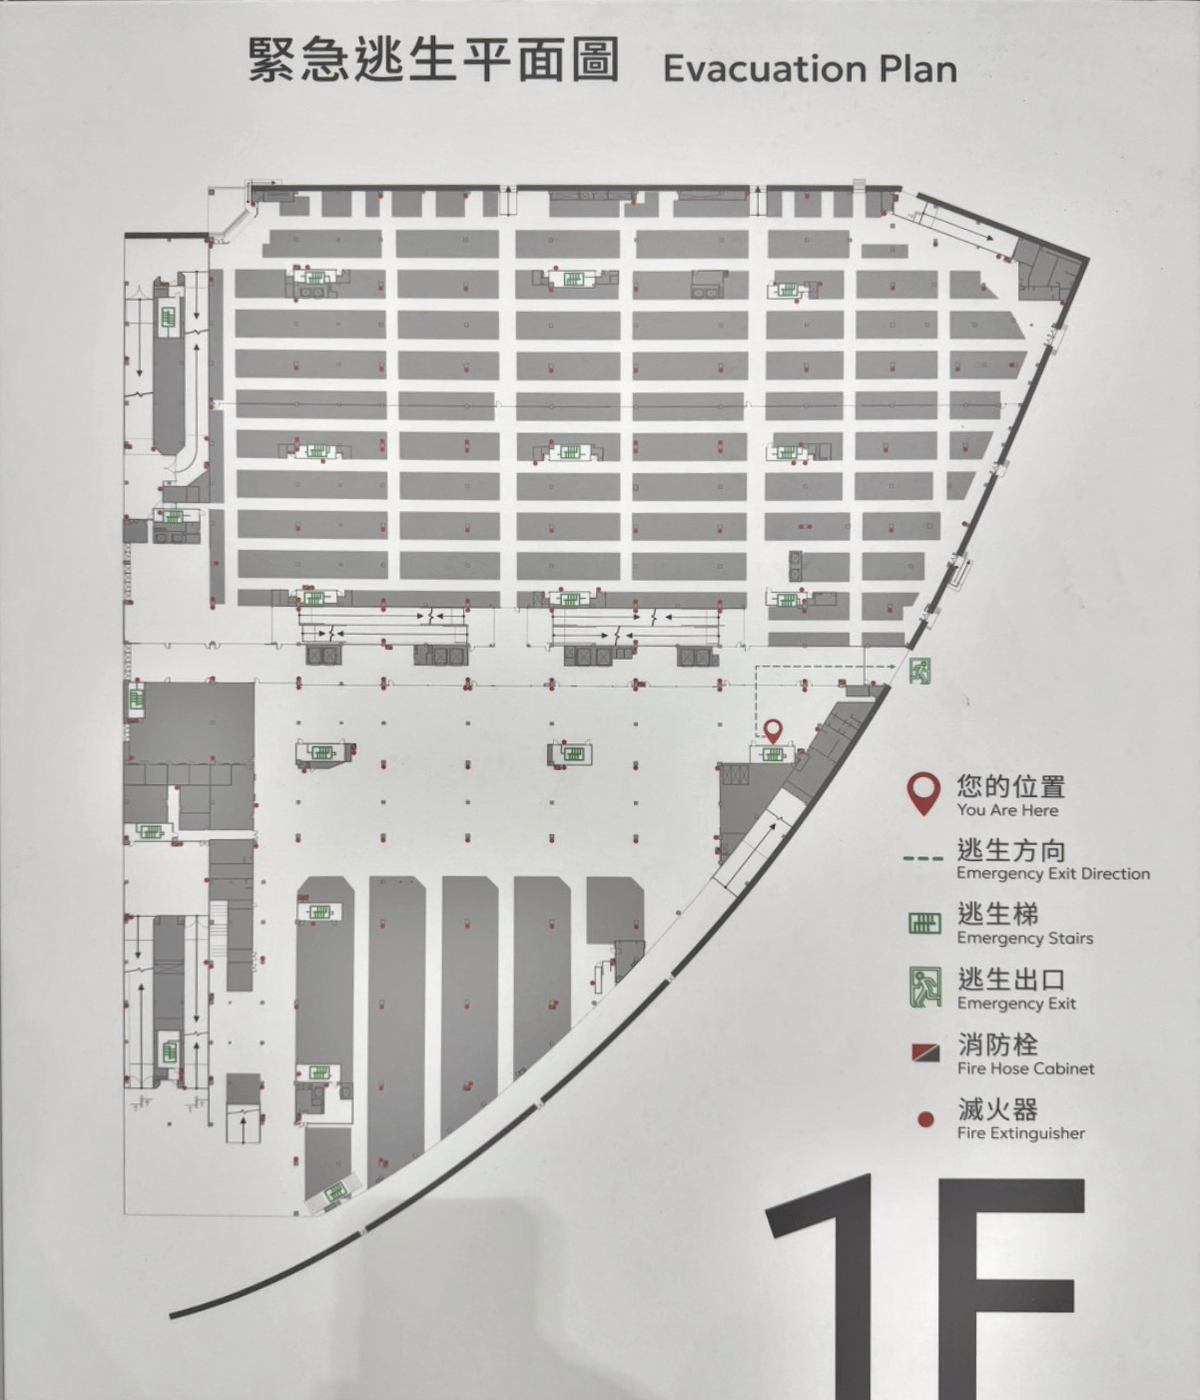 緊急逃生平面圖 Evacuation Plan
您的位置
You Are Here
逃生方向
Emergency Exit Direction
逃生梯
Emergency Stairs
逃生出口
Emergency Exit
消防栓
Fire Hose Cabinet
滅火器
Fire Extinguisher
1F